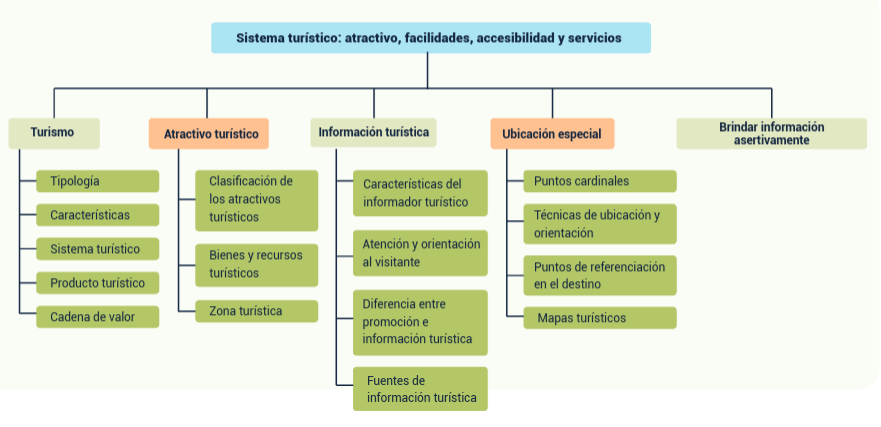 Sistema turístico: atractivo, facilidades, accesibilidad y servicios
Turismo
Tipología
Características
Sistema turístico
Producto turístico
Cadena de valor
Atractivo turístico
Clasificación de
los atractivos
turísticos
Bienes y recursos
turísticos
Zona turística
Información turística
Características del
informador turístico
Atención y orientación
al visitante
Diferencia entre
promoción e
información turística
Fuentes de
información turística
Ubicación especial
Puntos cardinales
Técnicas de ubicación y
orientación
Puntos de referenciación
en el destino
Mapas turísticos
Brindar información
asertivamente